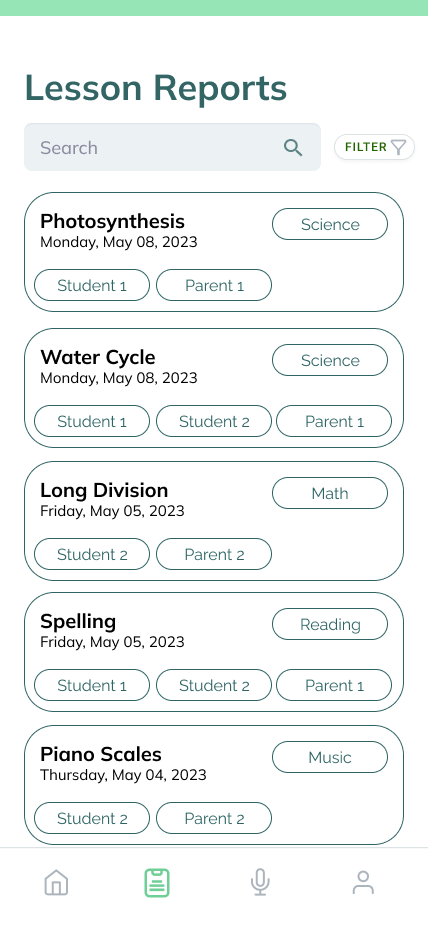 Lesson Reports
Search
FILTER
Photosynthesis
Science
Monday, May 08, 2023
Student 1 Parent 1
Water Cycle
Science
Monday, May 08, 2023
Student 1 Student 2 Parent 1
Long Division
Math
Friday, May 05, 2023
Student 2 Parent 2
Spelling
Reading
Friday, May 05, 2023
Student 1 Student 2 Parent 1
Piano Scales
Music
Thursday, May 04, 2023
Student 2 Parent 2